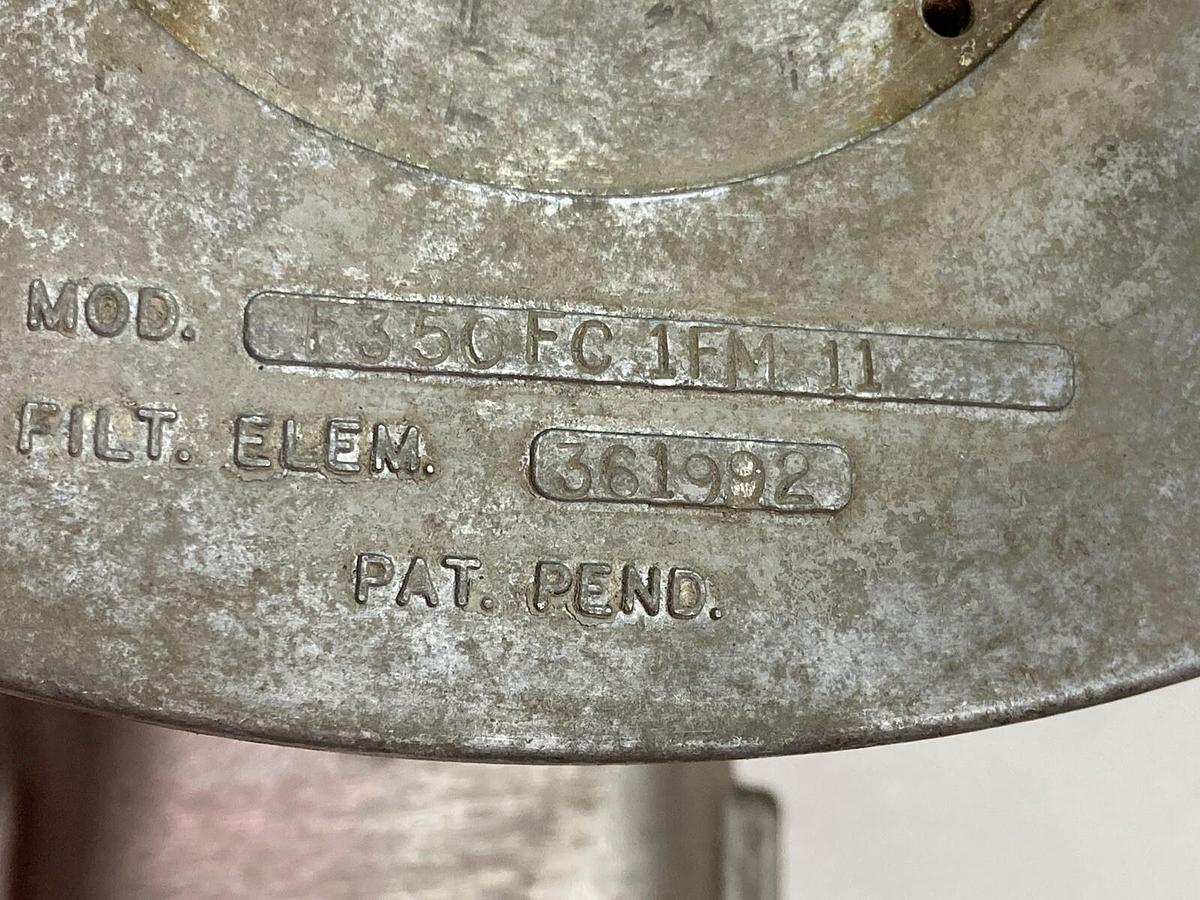 MOD. F350FC 1FM 11
FILT. ELEM. 361992
PAT. PEND.